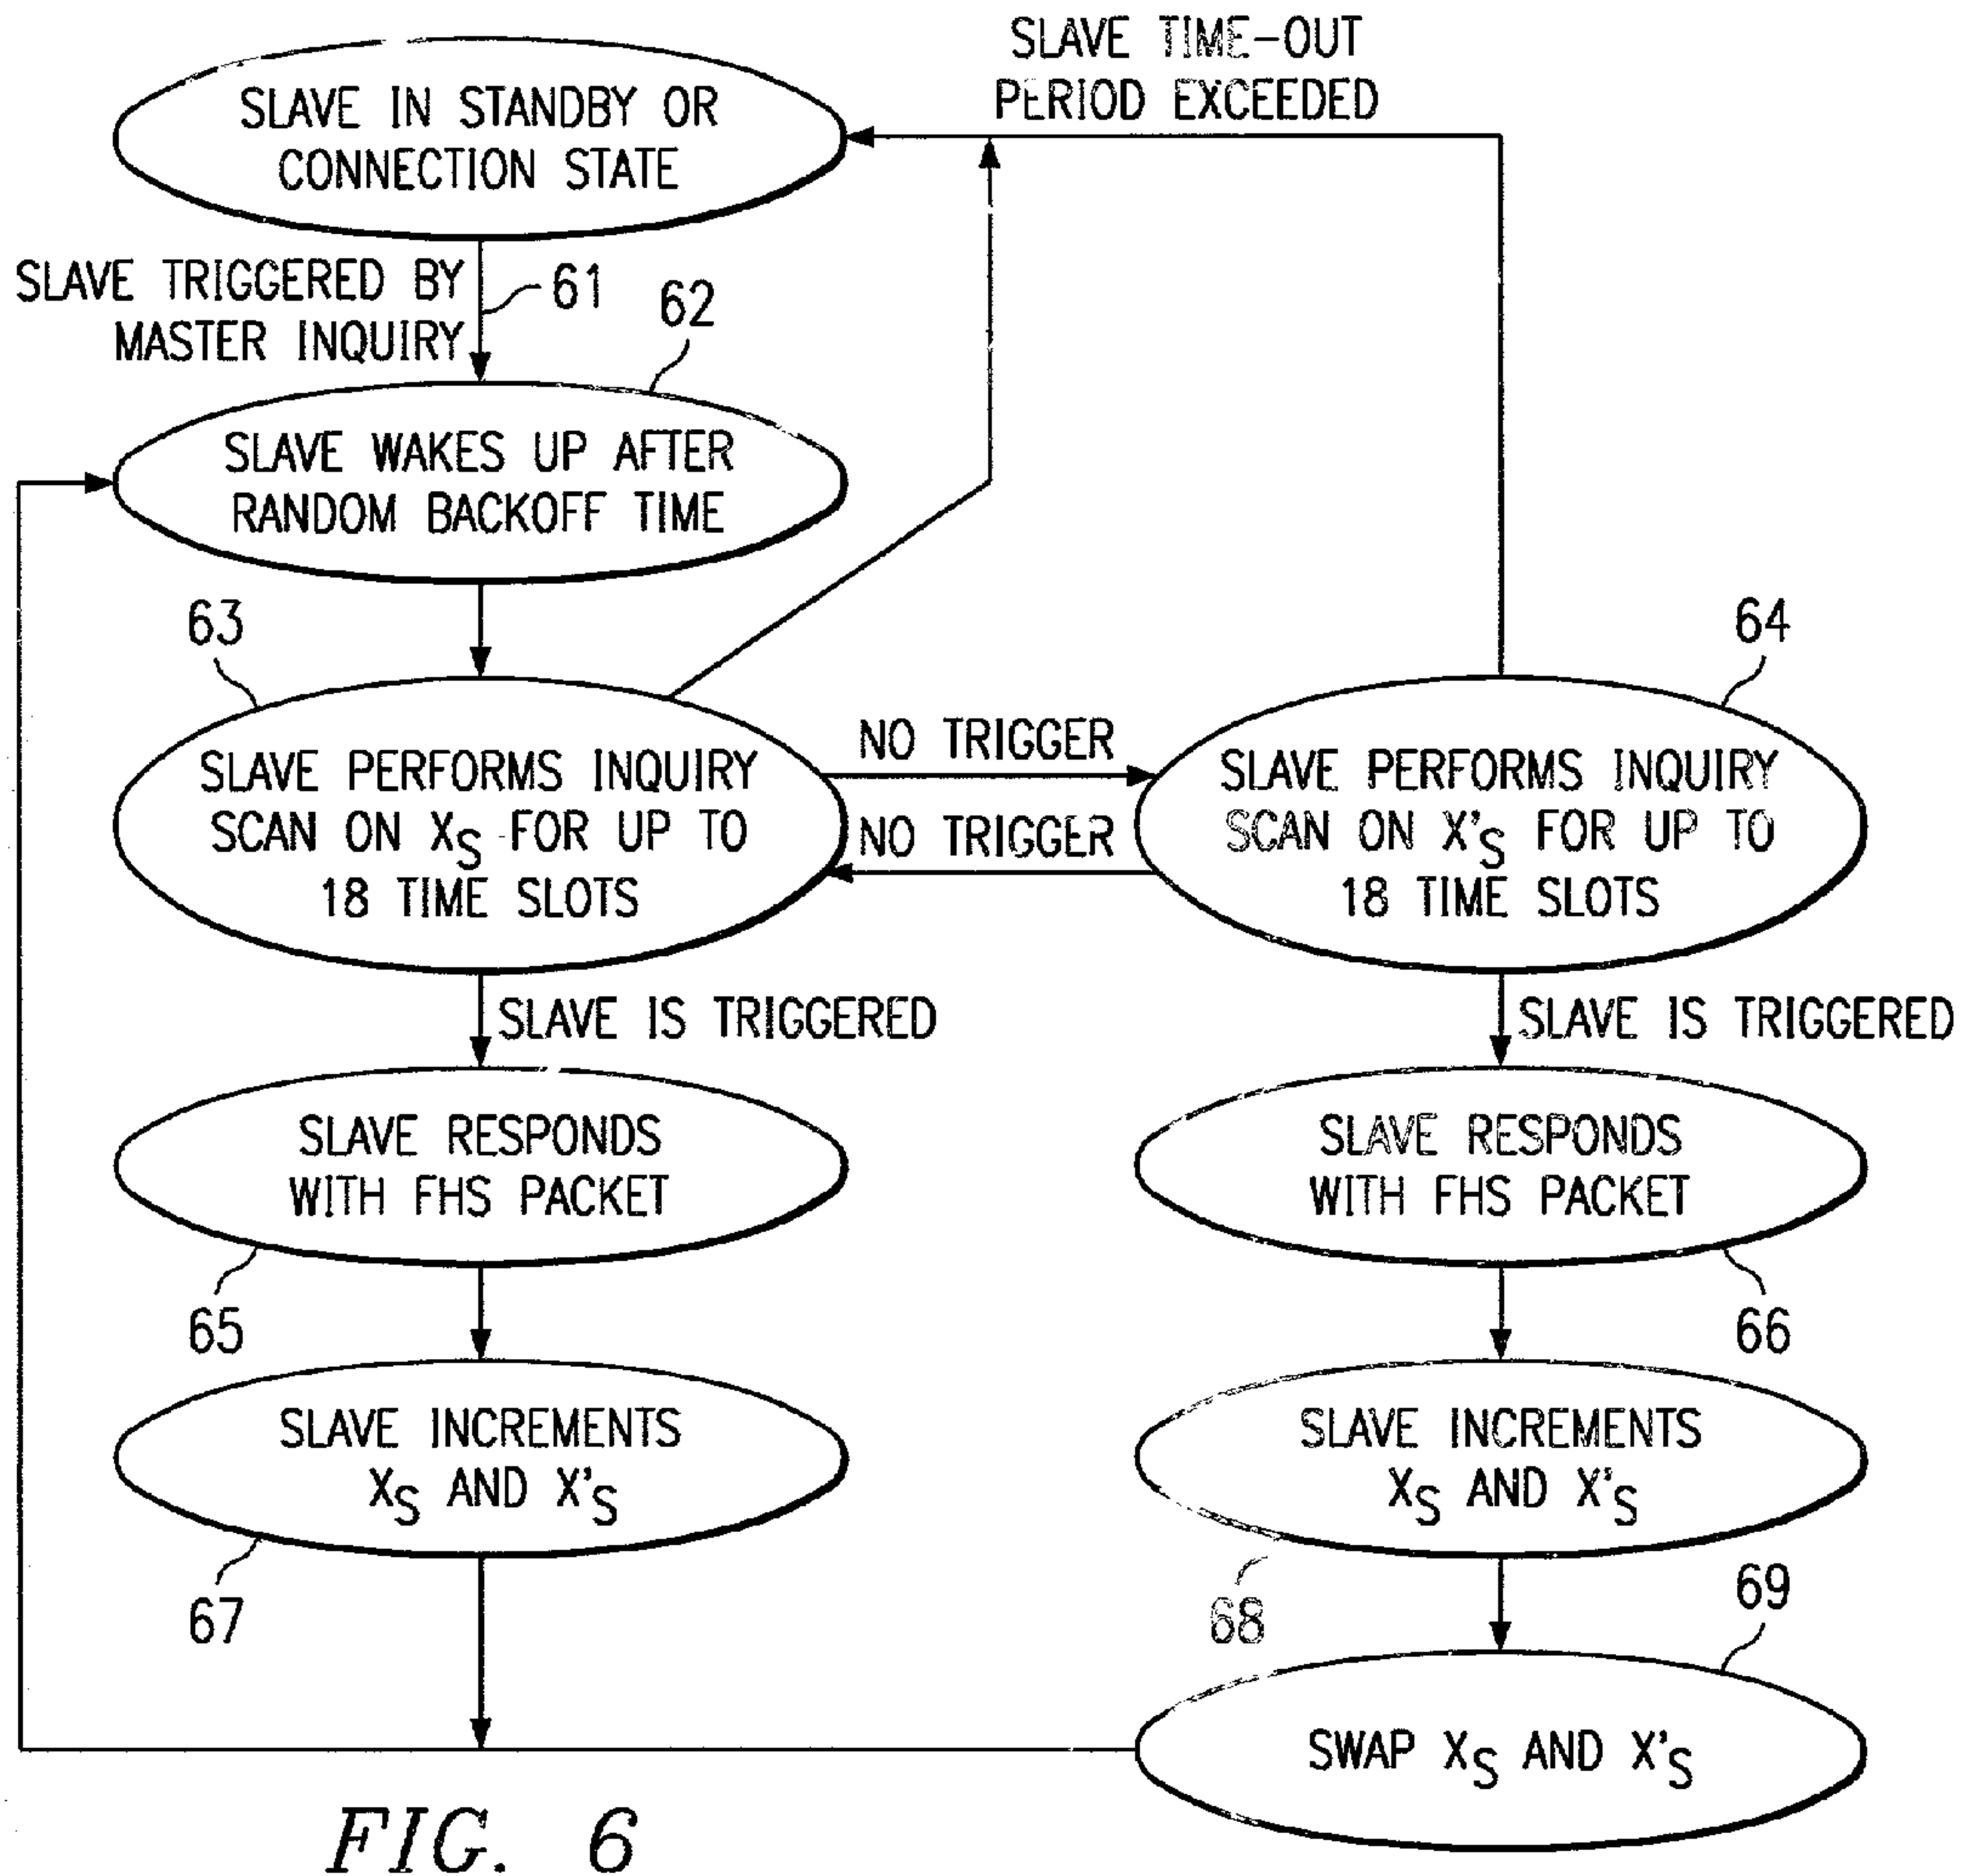 SLAVE TIME-OUT
PERIOD EXCEEDED
SLAVE IN STANDBY OR
CONNECTION STATE
SLAVE TRIGGERED BY
MASTER INQUIRY
61
62
SLAVE WAKES UP AFTER
RANDOM BACKOFF TIME
63
64
SLAVE PERFORMS INQUIRY
SCAN ON XS FOR UP TO
18 TIME SLOTS
NO TRIGGER
NO TRIGGER
SLAVE PERFORMS INQUIRY
SCAN ON X'S FOR UP TO
18 TIME SLOTS
SLAVE IS TRIGGERED
SLAVE IS TRIGGERED
SLAVE RESPONDS
WITH FHS PACKET
65
SLAVE RESPONDS
WITH FHS PACKET
66
SLAVE INCREMENTS
XS AND X'S
67
SLAVE INCREMENTS
XS AND X'S
68
69
SWAP XS AND X'S
FIG. 6